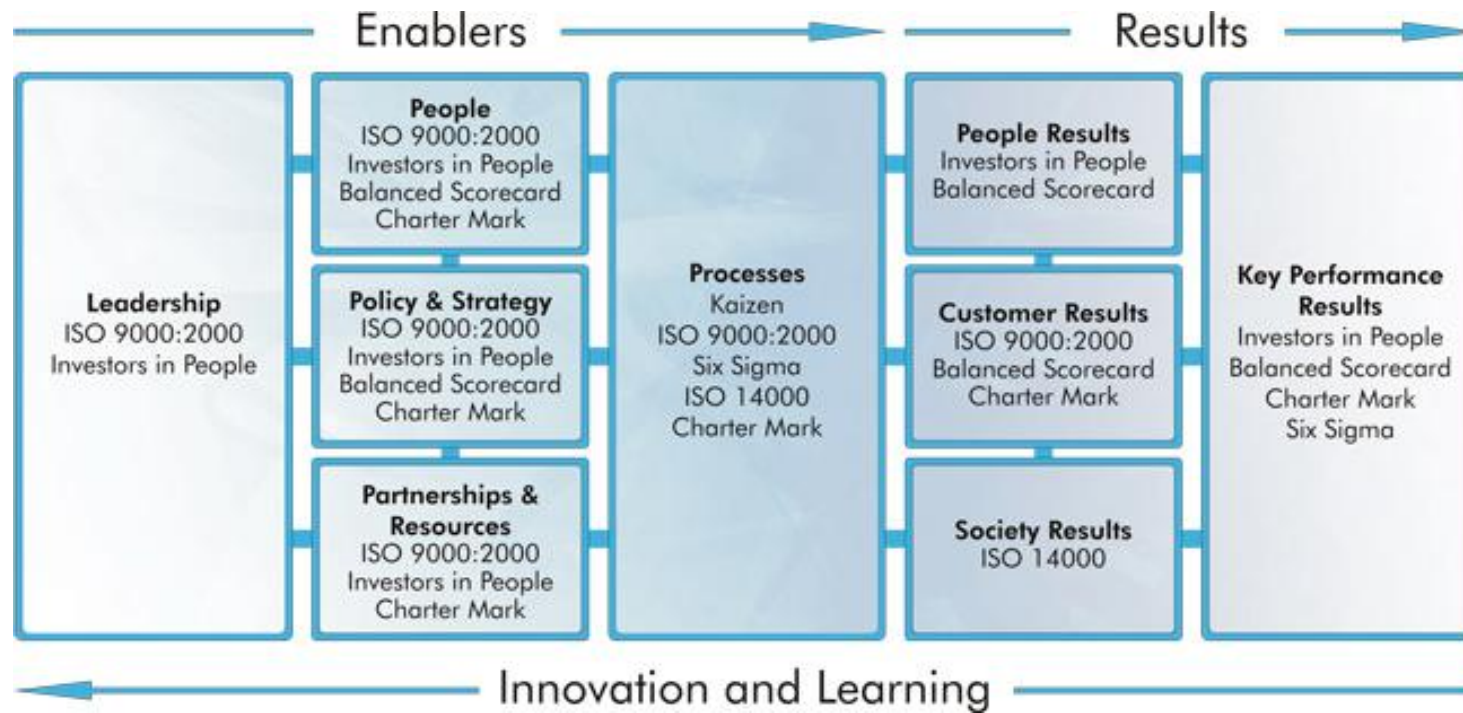 Enablers
Results
Leadership
ISO 9000:2000
Investors in People
People
ISO 9000:2000
Investors in People
Balanced Scorecard
Charter Mark
Policy & Strategy
ISO 9000:2000
Investors in People
Balanced Scorecard
Charter Mark
Partnerships &
Resources
ISO 9000:2000
Investors in People
Charter Mark
Processes
Kaizen
ISO 9000:2000
Six Sigma
ISO 14000
Charter Mark
People Results
Investors in People
Balanced Scorecard
Customer Results
ISO 9000:2000
Balanced Scorecard
Charter Mark
Society Results
ISO 14000
Key Performance
Results
Investors in People
Balanced Scorecard
Charter Mark
Six Sigma
Innovation and Learning